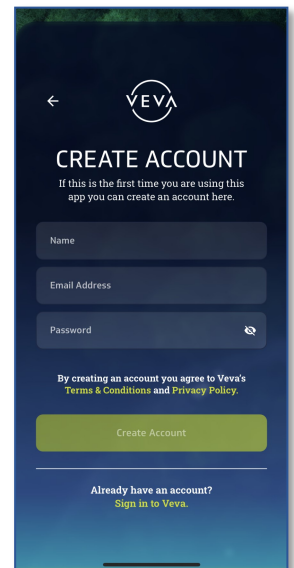 VEVA
CREATE ACCOUNT
If this is the first time you are using this
app you can create an account here.
Name
Email Address
Password
By creating an account you agree to Veva's
Terms & Conditions and Privacy Policy.
Create Account
Already have an account?
Sign in to Veva.